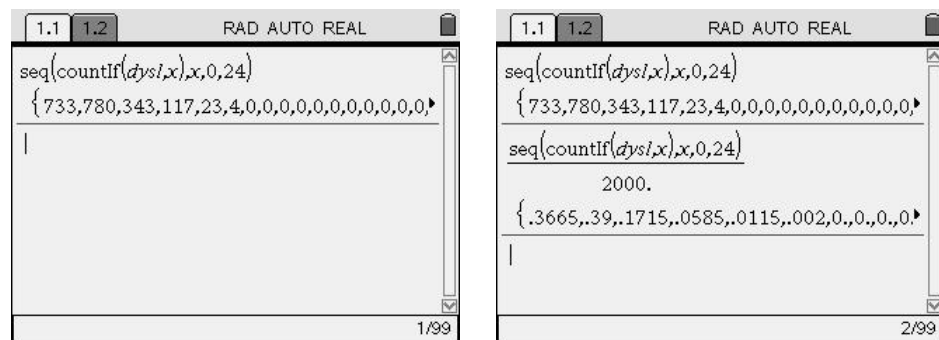 1.1 1.2 RAD AUTO REAL
seq(countIf(dysl,x),x,0,24)
{733,780,343,117,23,4,0,0,0,0,0,0,0,0,0,0,▶
1/99
1.1 1.2 RAD AUTO REAL
seq(countIf(dysl,x),x,0,24)
{733,780,343,117,23,4,0,0,0,0,0,0,0,0,0,0,▶
seq(countIf(dysl,x),x,0,24)
2000.
{.3665,.39,.1715,.0585,.0115,.002,0.,0.,0.,0.▶
2/99